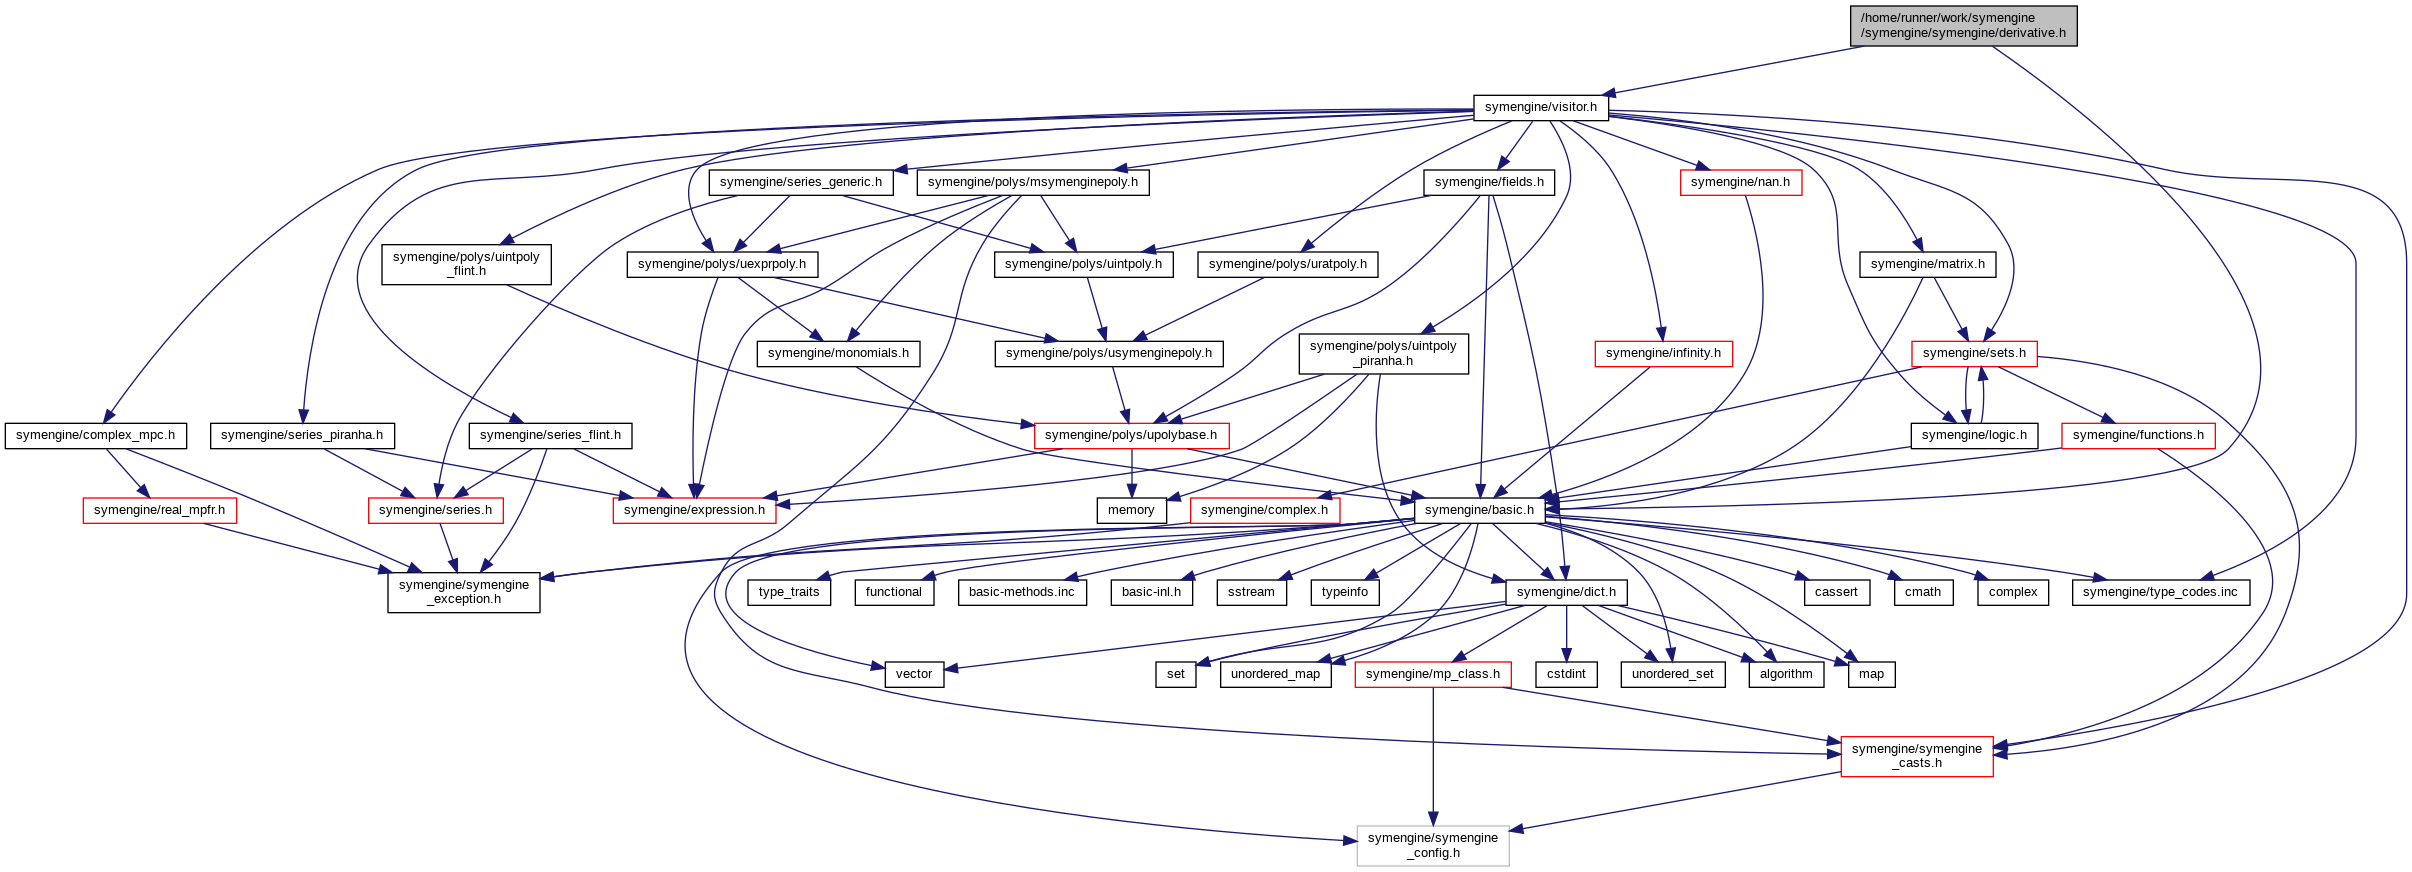 /home/runner/work/symengine
/symengine/symengine/derivative.h
symengine/visitor.h
symengine/series_generic.h
symengine/polys/msymenginepoly.h
symengine/fields.h
symengine/nan.h
symengine/polys/uintpoly
_flint.h
symengine/polys/uexprpoly.h
symengine/polys/uintpoly.h
symengine/polys/uratpoly.h
symengine/matrix.h
symengine/monomials.h
symengine/polys/usymenginepoly.h
symengine/polys/uintpoly
_piranha.h
symengine/infinity.h
symengine/sets.h
symengine/complex_mpc.h
symengine/series_piranha.h
symengine/series_flint.h
symengine/polys/upolybase.h
symengine/logic.h
symengine/functions.h
symengine/real_mpfr.h
symengine/series.h
symengine/expression.h
memory
symengine/complex.h
symengine/basic.h
symengine/symengine
_exception.h
type_traits
functional
basic-methods.inc
basic-inl.h
sstream
typeinfo
symengine/dict.h
cassert
cmath
complex
symengine/type_codes.inc
vector
set
unordered_map
symengine/mp_class.h
cstdint
unordered_set
algorithm
map
symengine/symengine
_casts.h
symengine/symengine
_config.h